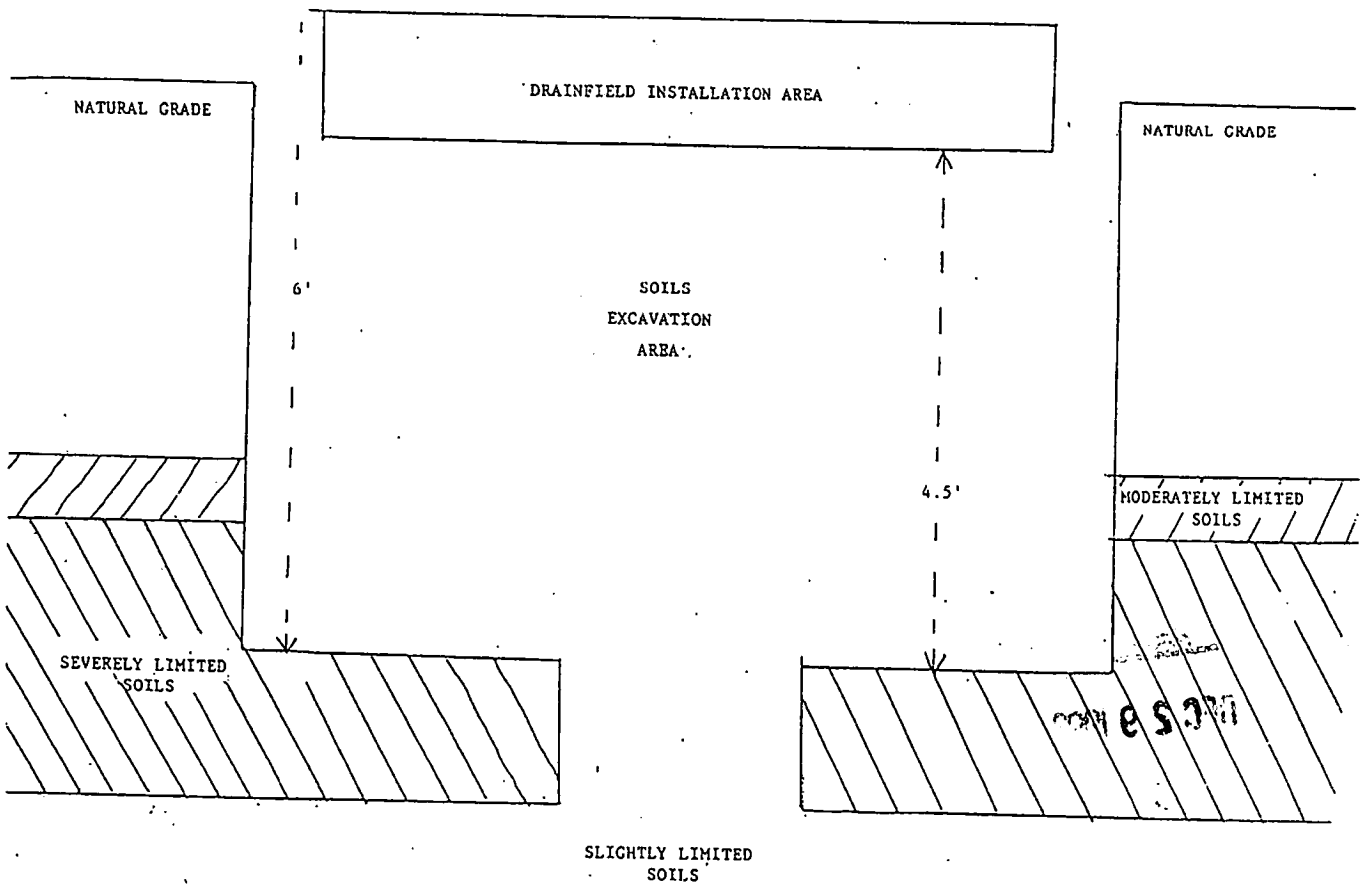 DRAINFIELD INSTALLATION AREA
NATURAL GRADE
NATURAL GRADE
6'
SOILS
EXCAVATION
AREA
4.5'
MODERATELY LIMITED
SOILS
SEVERELY LIMITED
SOILS
SLIGHTLY LIMITED
SOILS